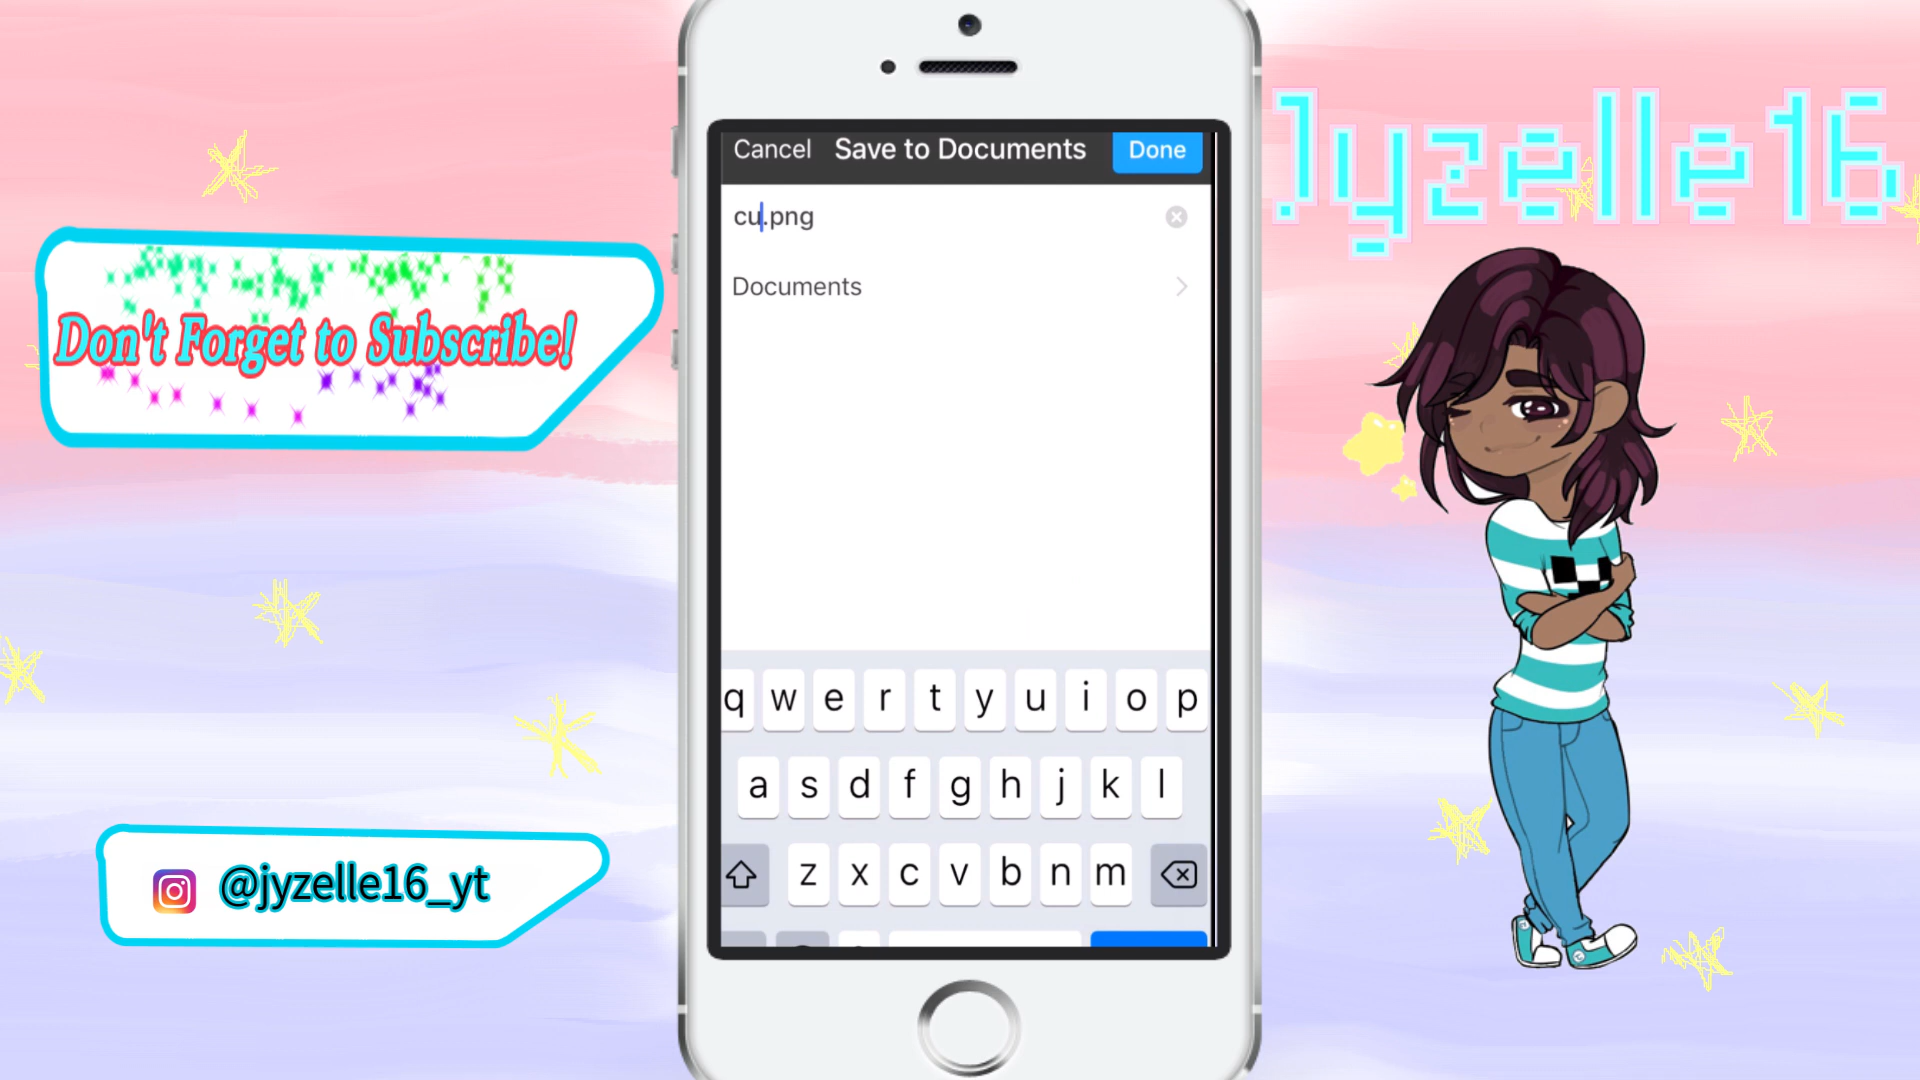 Cancel Save to Documents Done
cu.png
Documents
q w e r t y u i o p
a s d f g h j k l
z x c v b n m
Don't Forget to Subscribe!
@jyzelle16_yt
Jyzelle16